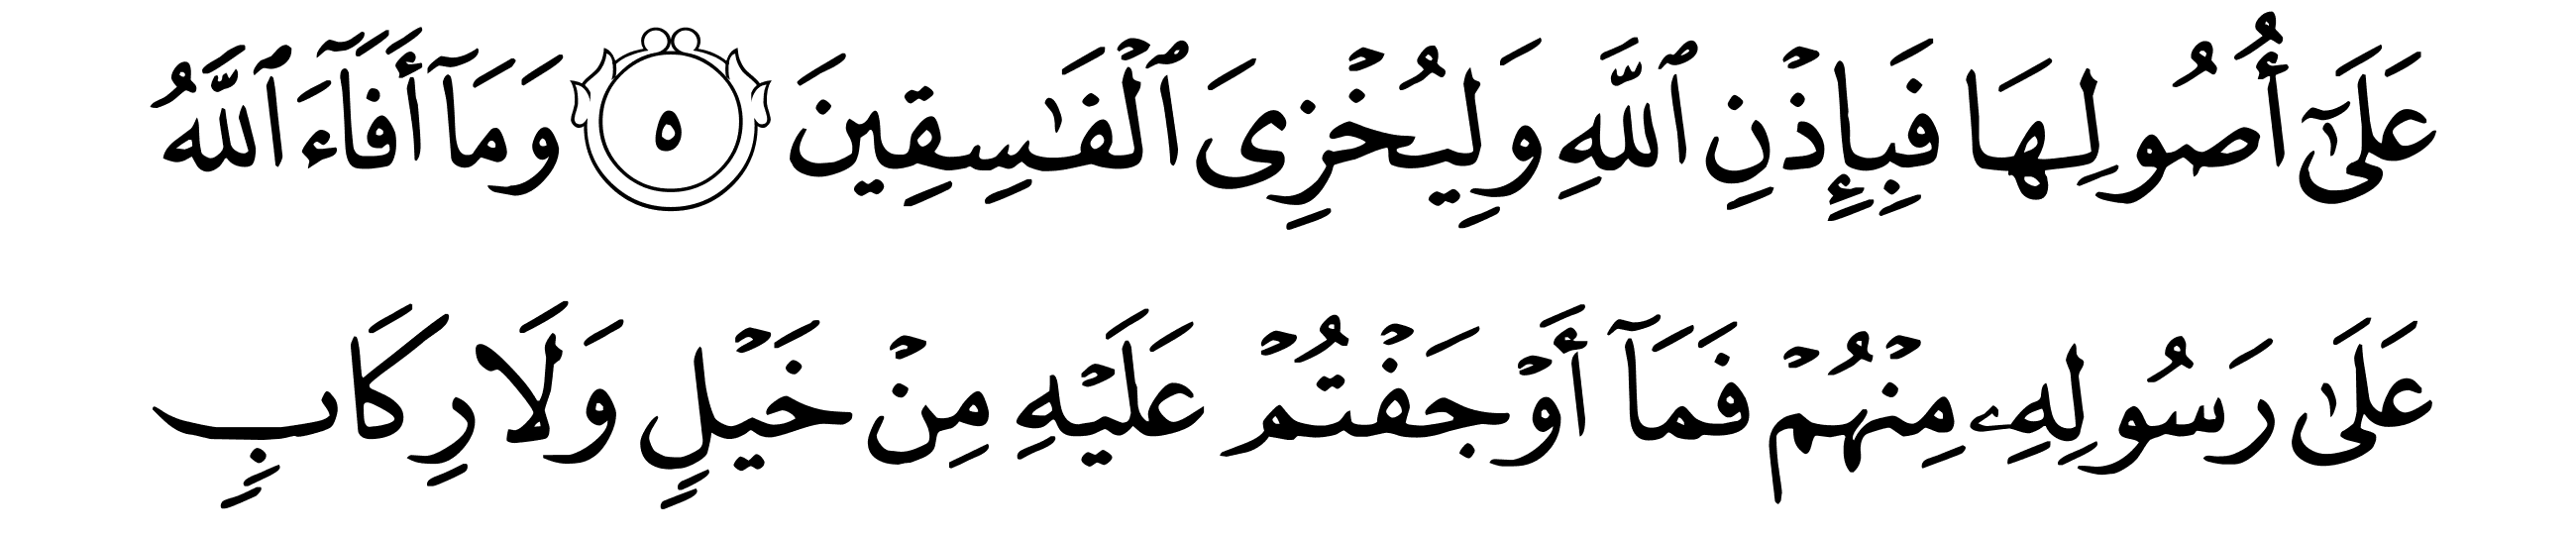 عَلَىٰٓ أُصُولِهَا فَبِإِذۡنِ ٱللَّهِ وَلِيُخۡزِيَ ٱلۡفَٰسِقِينَ ٥ وَمَآ أَفَآءَ ٱللَّهُ
عَلَىٰ رَسُولِهِۦ مِنۡهُمۡ فَمَآ أَوۡجَفۡتُمۡ عَلَيۡهِ مِنۡ خَيۡلٖ وَلَا رِكَابٖ